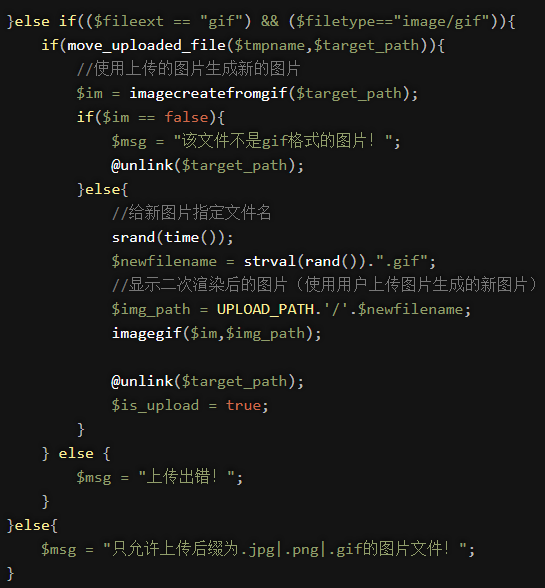 }else if(($fileext == "gif") && ($filetype=="image/gif")){
    if(move_uploaded_file($tmpname,$target_path)){
        //使用上传的图片生成新的图片
        $im = imagecreatefromgif($target_path);
        if($im == false){
            $msg = "该文件不是gif格式的图片！";
            @unlink($target_path);
        }else{
            //给新图片指定文件名
            srand(time());
            $newfilename = strval(rand()).".gif";
            //显示二次渲染后的图片（使用用户上传图片生成的新图片）
            $img_path = UPLOAD_PATH.'/'.$newfilename;
            imagegif($im,$img_path);

            @unlink($target_path);
            $is_upload = true;
        }
    } else {
        $msg = "上传出错！";
    }
}else{
    $msg = "只允许上传后缀为.jpg|.png|.gif的图片文件！";
}